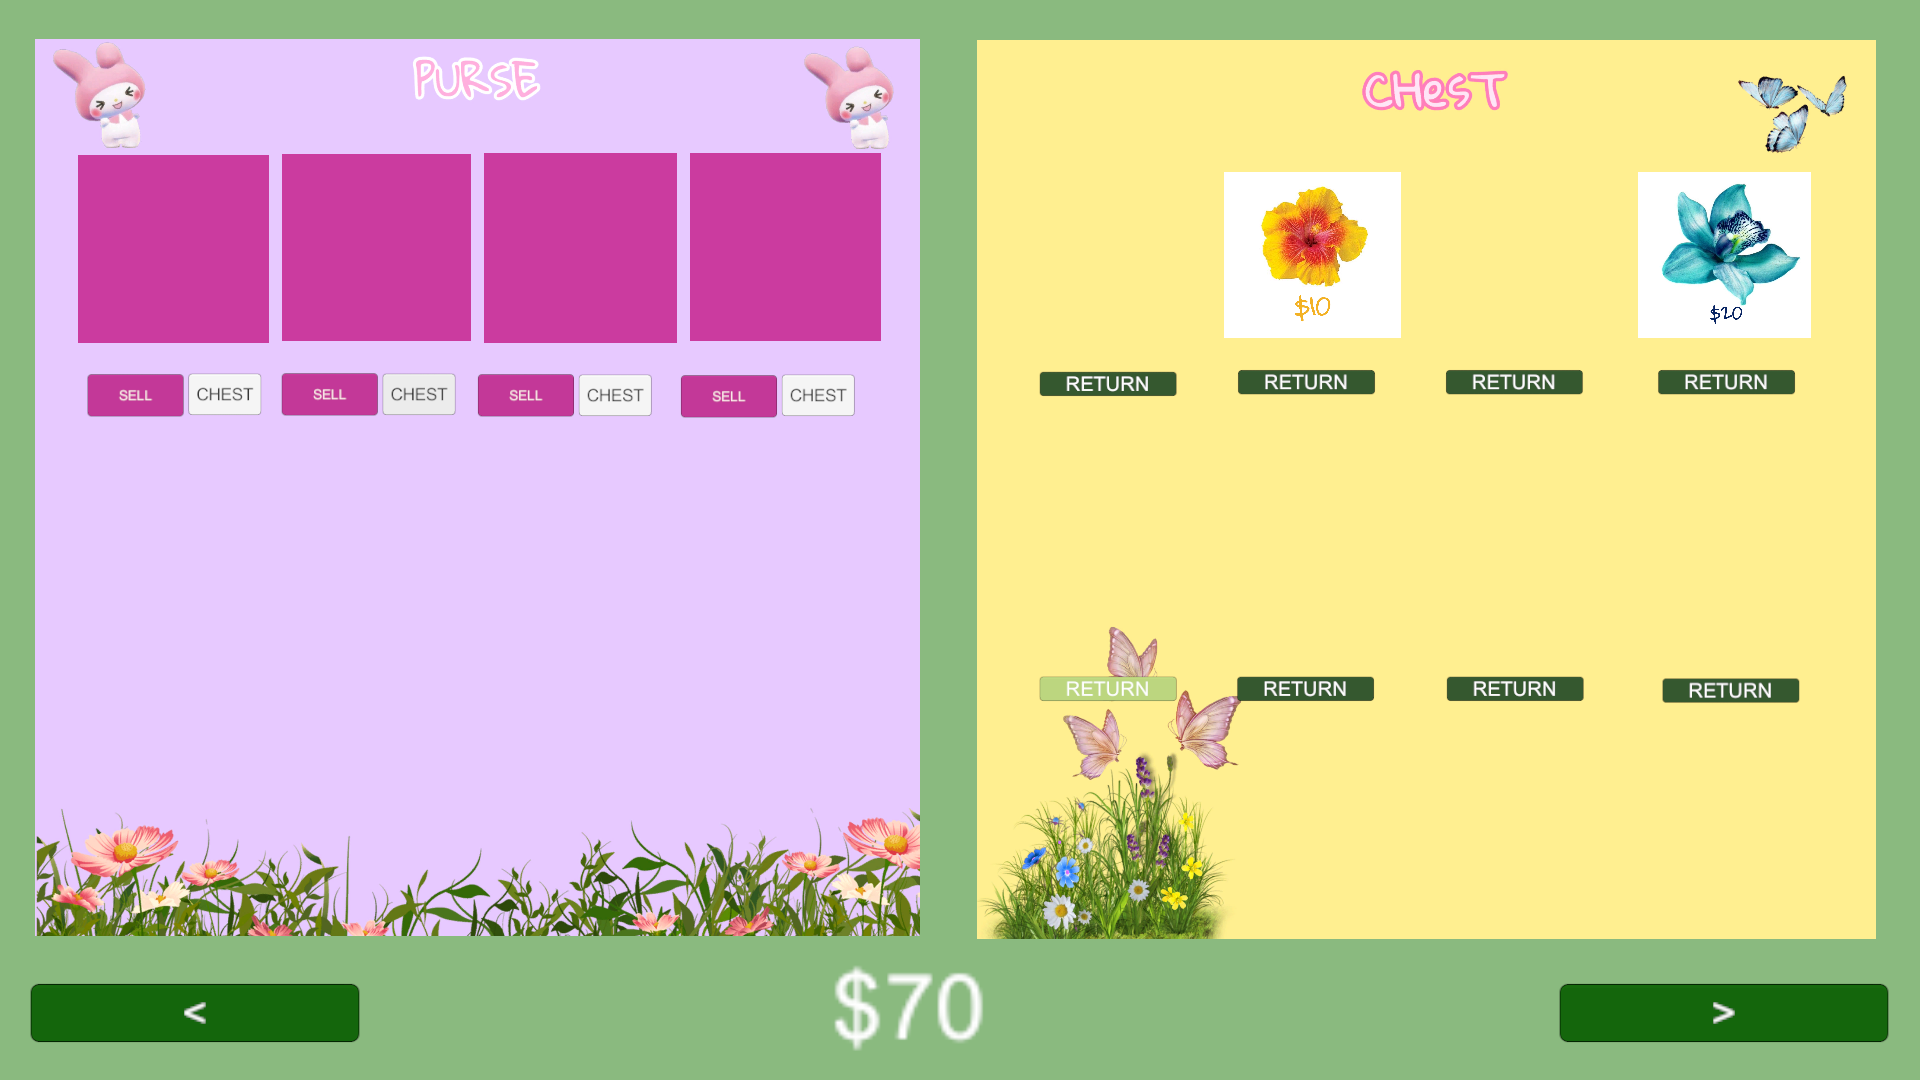 PURSE
CHesT
$10
$20
SELL CHEST SELL CHEST SELL CHEST SELL CHEST
RETURN RETURN RETURN RETURN
RETURN RETURN RETURN RETURN
< $70 >